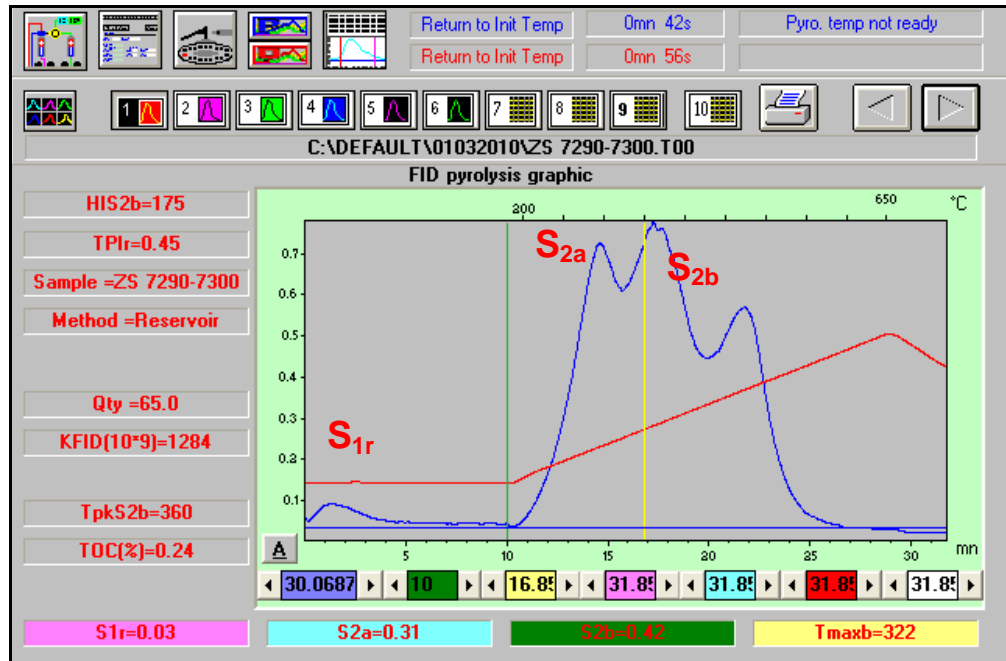 Return to Init Temp 0mn 42s Pyro. temp not ready
Return to Init Temp 0mn 56s
1 2 3 4 5 6 7 8 9 10
C:\DEFAULT\01032010\ZS 7290-7300.T00
FID pyrolysis graphic
HIS2b=175
TPIr=0.45
Sample =ZS 7290-7300
Method =Reservoir
Qty =65.0
KFID(10*9)=1284
TpkS2b=360
TOC(%)=0.24
200 650 °C
S2a
S2b
S1r
0.7
0.6
0.5
0.4
0.3
0.2
0.1
A
5 10 15 20 25 30 mn
30.0687 10 16.85 31.85 31.85 31.85 31.85
S1r=0.03 S2a=0.31 S2b=0.42 Tmaxb=322